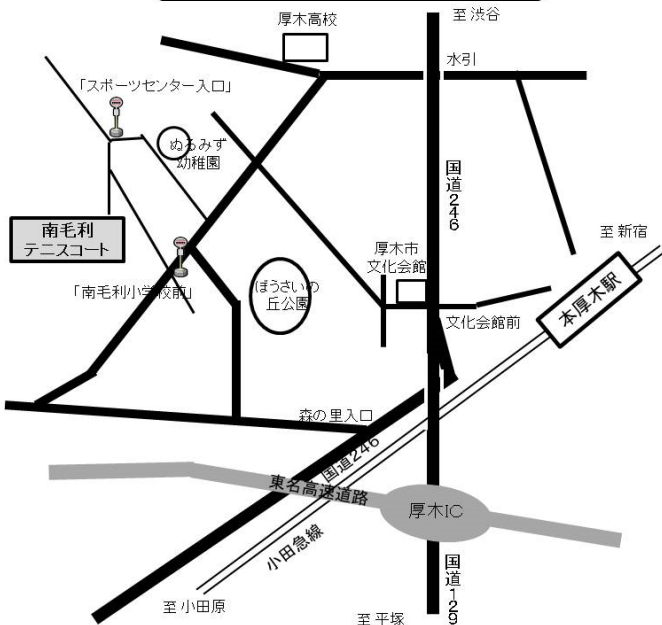 至 渋谷
厚木高校
水引
「スポーツセンター入口」
ぬるみず
幼稚園
国道246
南毛利
テニスコート
至 新宿
厚木市
文化会館
本厚木駅
ぼうさいの
丘公園
「南毛利小学校前」
文化会館前
森の里入口
国道246
東名高速道路
厚木IC
小田急線
国道129
至 小田原
至 平塚